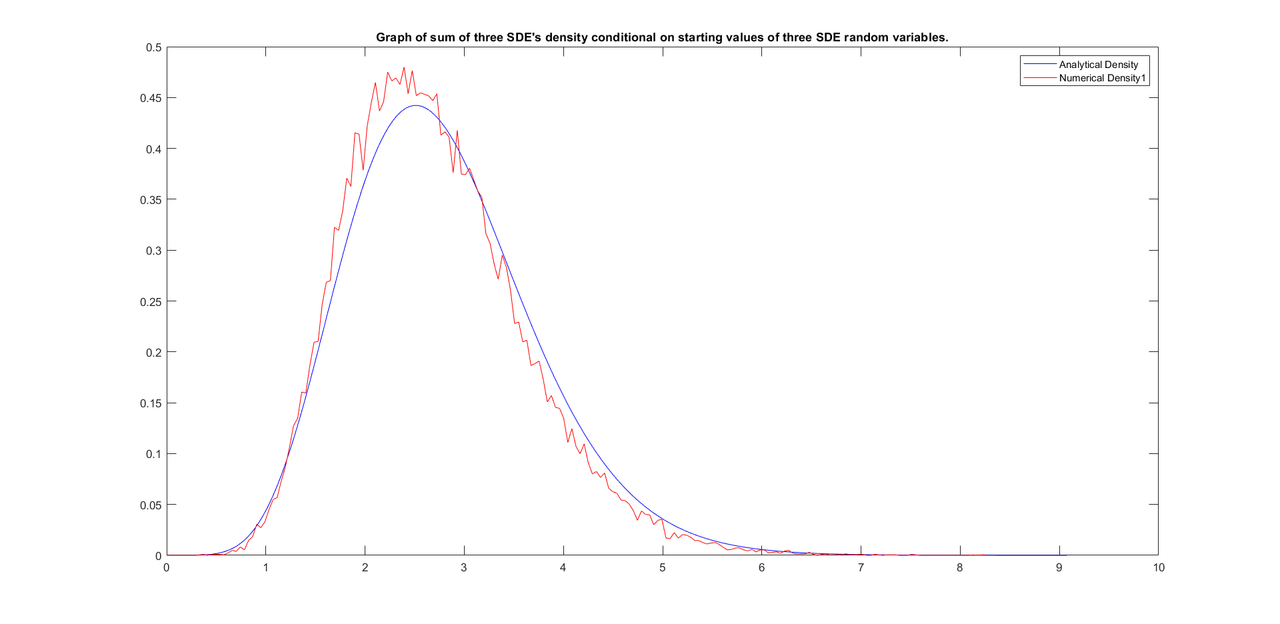 Graph of sum of three SDE's density conditional on starting values of three SDE random variables.
Analytical Density
Numerical Density1
0.5
0.45
0.4
0.35
0.3
0.25
0.2
0.15
0.1
0.05
0
0 1 2 3 4 5 6 7 8 9 10